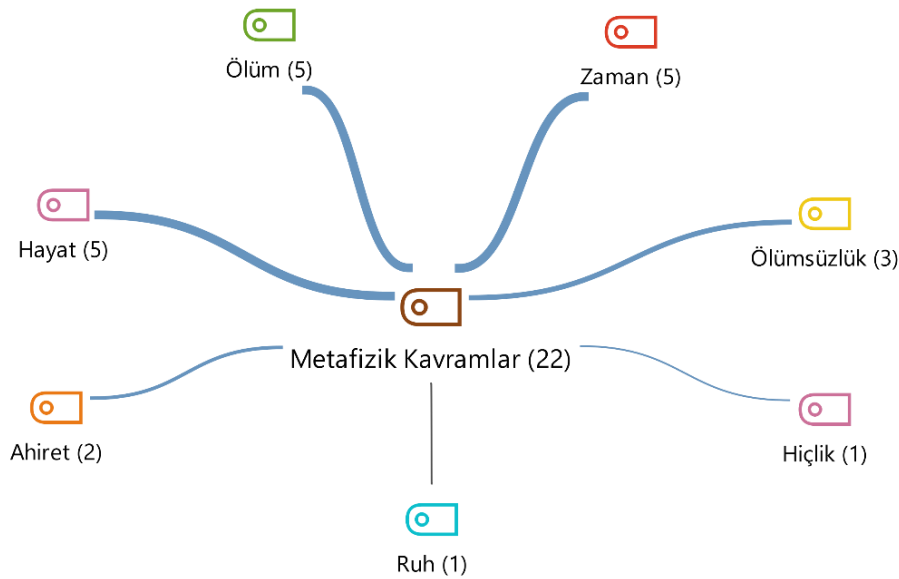 Ölüm (5)
Zaman (5)
Hayat (5)
Ölümsüzlük (3)
Metafizik Kavramlar (22)
Ahiret (2)
Hiçlik (1)
Ruh (1)